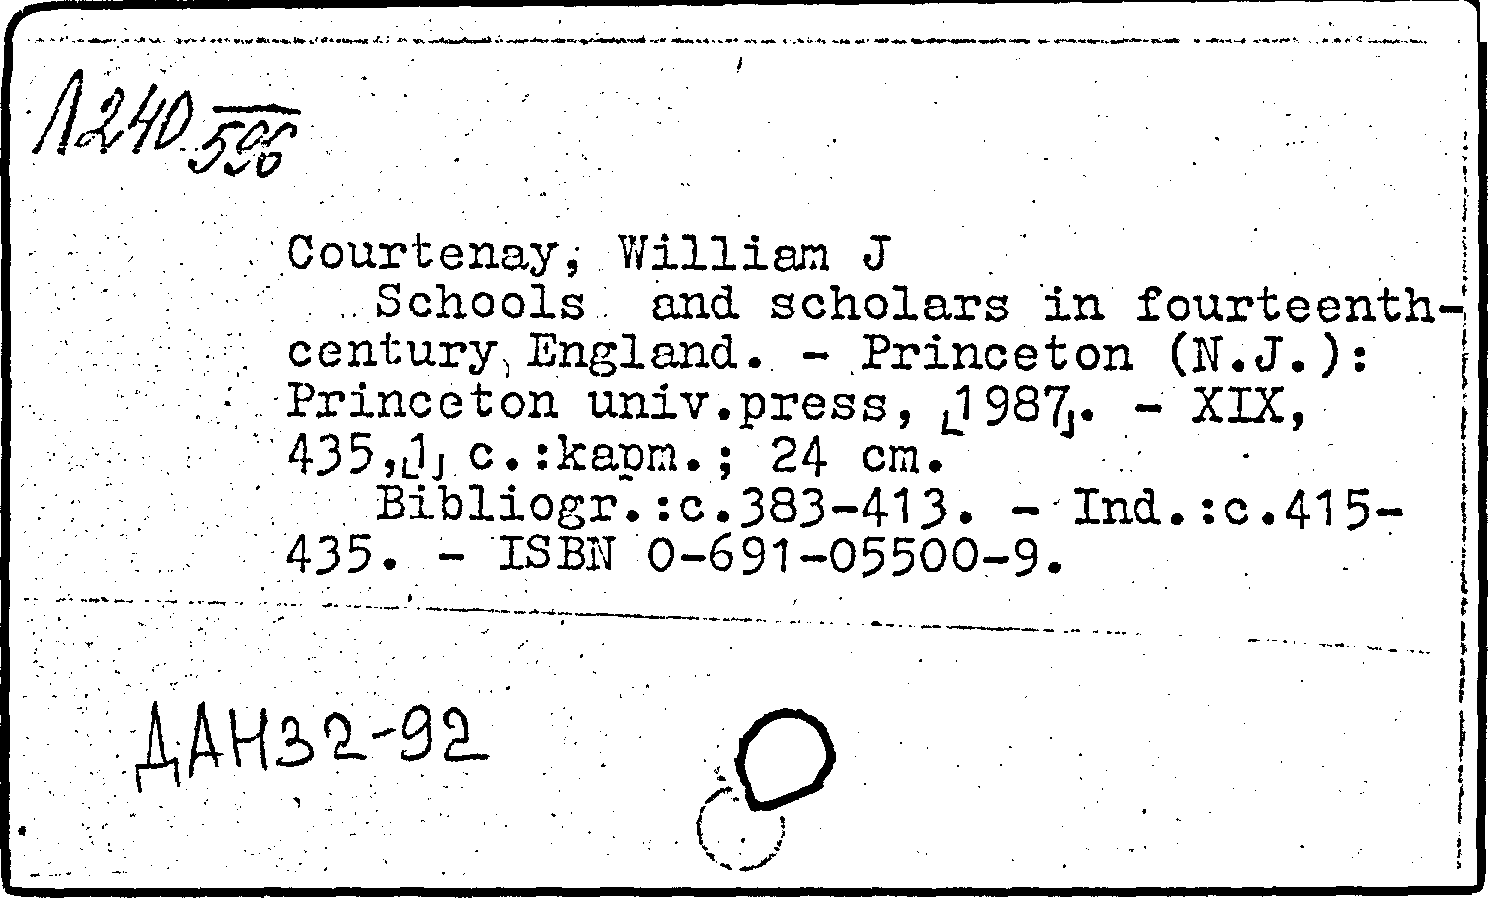 Л240 596
Courtenay, William J
Schools and scholars in fourteenth-
century England. - Princeton (N.J.):
Princeton univ.press, [1987]. - XIX,
435,[1] с.:карт.; 24 cm.
Bibliogr.:с.383-413. - Ind.:с.415-
435. - ISBN 0-691-05500-9.
ДАН32-92